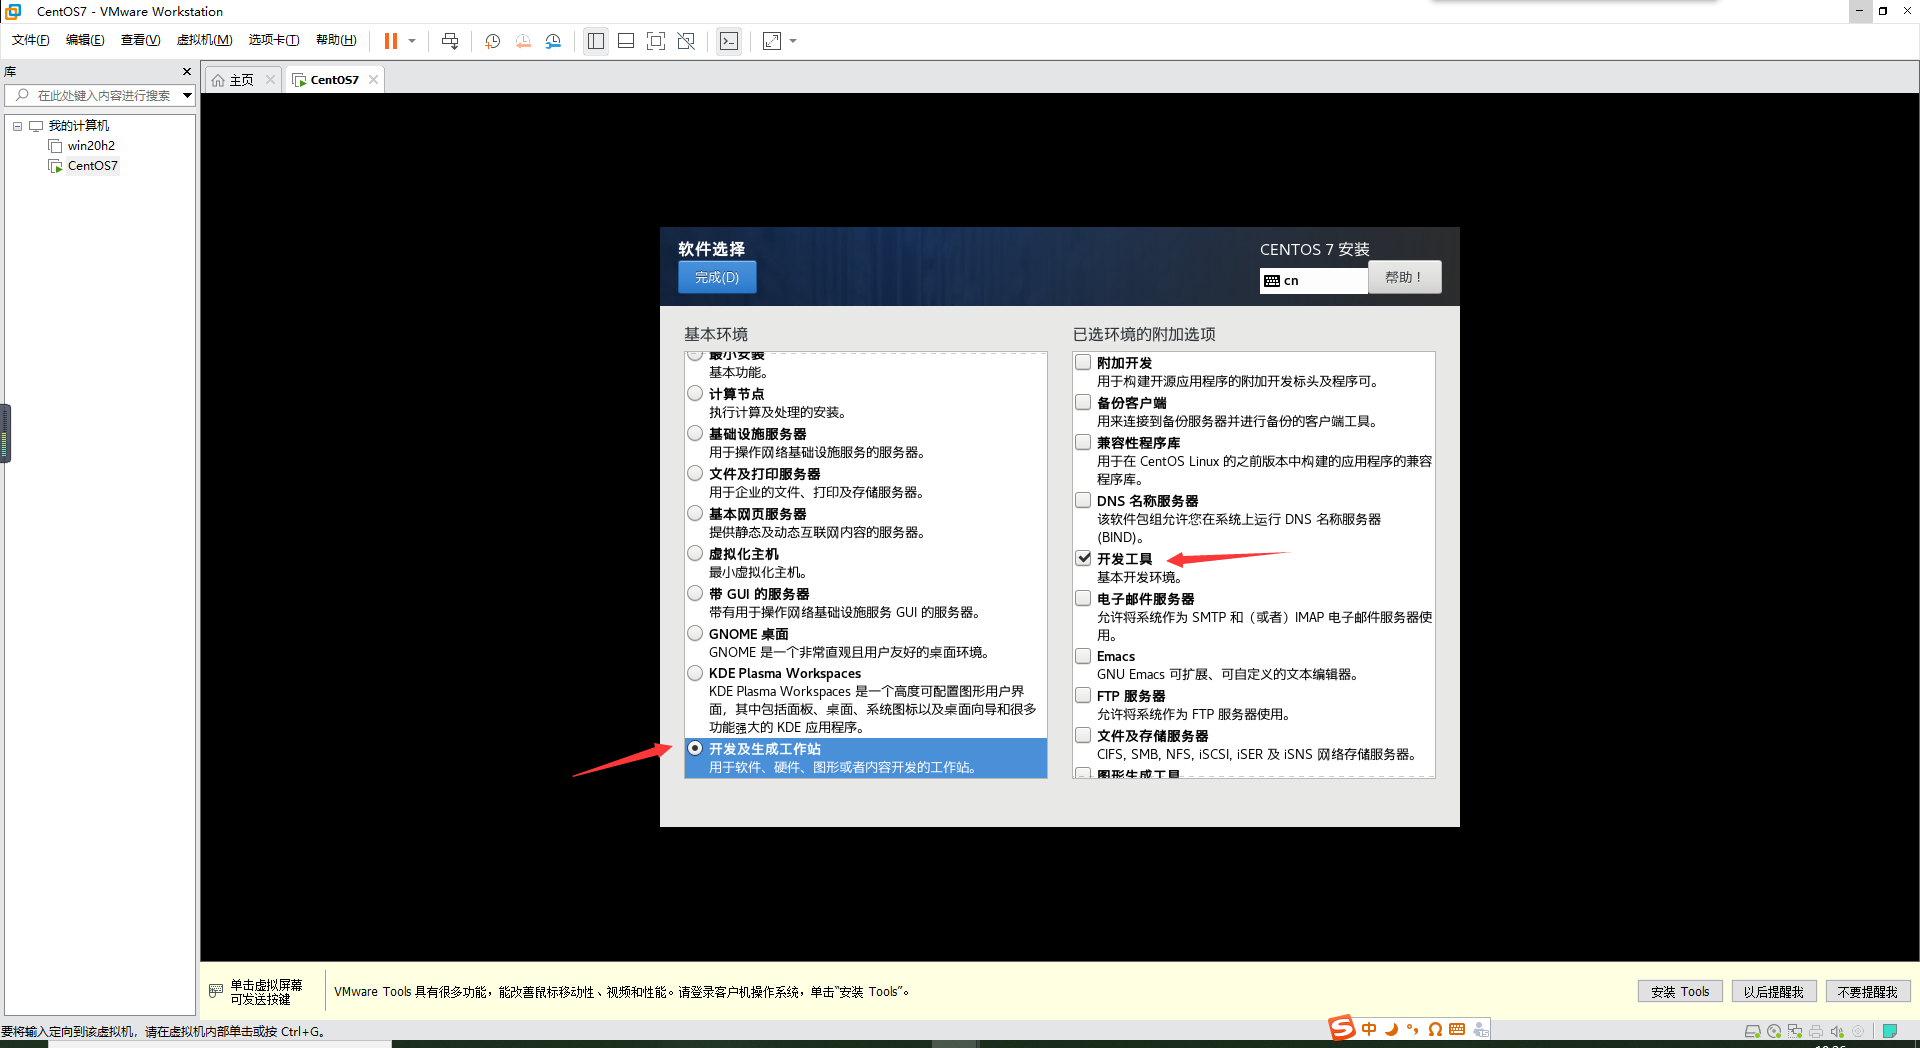 CentOS7 - VMware Workstation
文件(F) 编辑(E) 查看(V) 虚拟机(M) 选项卡(T) 帮助(H)
库
在此处键入内容进行搜索
我的计算机
win20h2
CentOS7
主页
CentOS7
软件选择
完成(D)
CENTOS 7 安装
cn
帮助！
基本环境
最小安装
基本功能。
计算节点
执行计算及处理的安装。
基础设施服务器
用于操作网络基础设施服务的服务器。
文件及打印服务器
用于企业的文件、打印及存储服务器。
基本网页服务器
提供静态及动态互联网内容的服务器。
虚拟化主机
最小虚拟化主机。
带 GUI 的服务器
带有用于操作网络基础设施服务 GUI 的服务器。
GNOME 桌面
GNOME 是一个非常直观且用户友好的桌面环境。
KDE Plasma Workspaces
KDE Plasma Workspaces 是一个高度可配置图形用户界
面，其中包括面板、桌面、系统图标以及桌面向导和很多
功能强大的 KDE 应用程序。
开发及生成工作站
用于软件、硬件、图形或者内容开发的工作站。
已选环境的附加选项
附加开发
用于构建开源应用程序的附加开发标头及程序可。
备份客户端
用来连接到备份服务器并进行备份的客户端工具。
兼容性程序库
用于在 CentOS Linux 的之前版本中构建的应用程序的兼容
程序库。
DNS 名称服务器
该软件包组允许您在系统上运行 DNS 名称服务器
(BIND)。
开发工具
基本开发环境。
电子邮件服务器
允许将系统作为 SMTP 和（或者）IMAP 电子邮件服务器使
用。
Emacs
GNU Emacs 可扩展、可自定义的文本编辑器。
FTP 服务器
允许将系统作为 FTP 服务器使用。
文件及存储服务器
CIFS, SMB, NFS, iSCSI, iSER 及 iSNS 网络存储服务器。
图形生成工具
单击虚拟屏幕
可发送按键
VMware Tools 具有很多功能，能改善鼠标移动性、视频和性能。请登录客户机操作系统，单击“安装 Tools”。
安装 Tools
以后提醒我
不要提醒我
要将输入定向到该虚拟机，请在虚拟机内部单击或按 Ctrl+G。
中